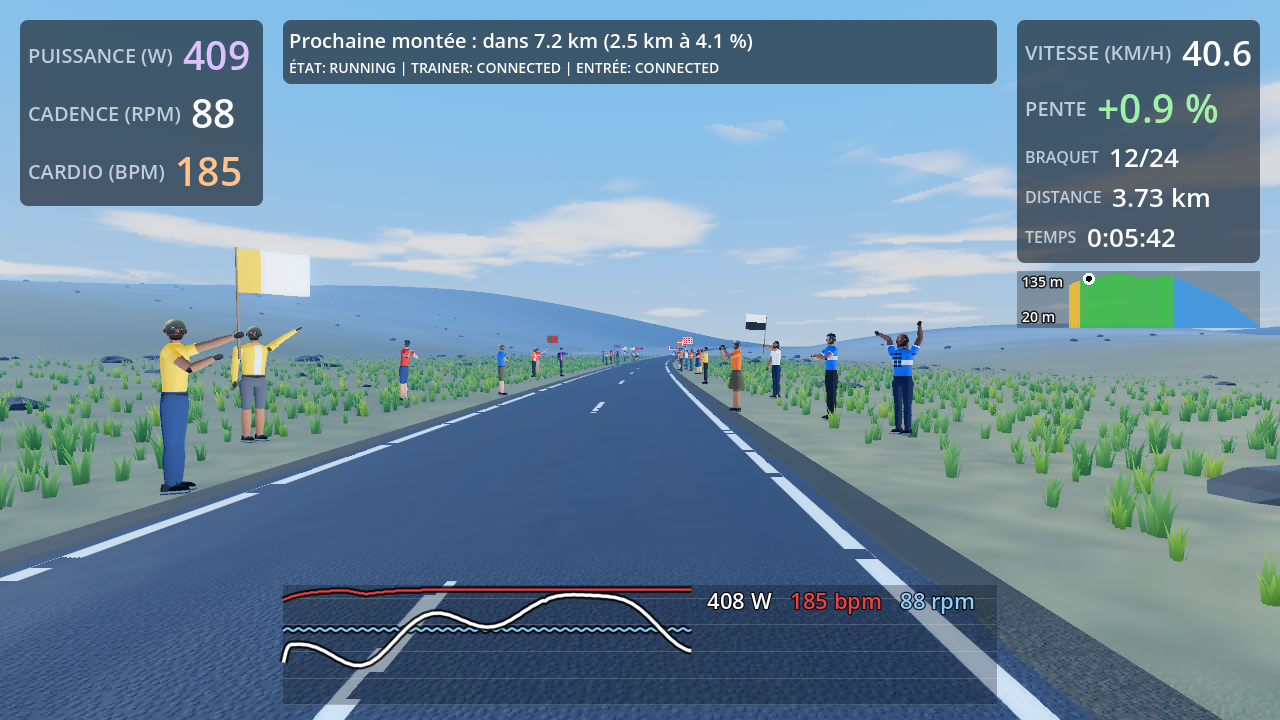 PUISSANCE (W) 409
CADENCE (RPM) 88
CARDIO (BPM) 185
Prochaine montée : dans 7.2 km (2.5 km à 4.1 %)
ÉTAT: RUNNING | TRAINER: CONNECTED | ENTRÉE: CONNECTED
VITESSE (KM/H) 40.6
PENTE +0.9 %
BRAQUET 12/24
DISTANCE 3.73 km
TEMPS 0:05:42
135 m
20 m
408 W 185 bpm 88 rpm